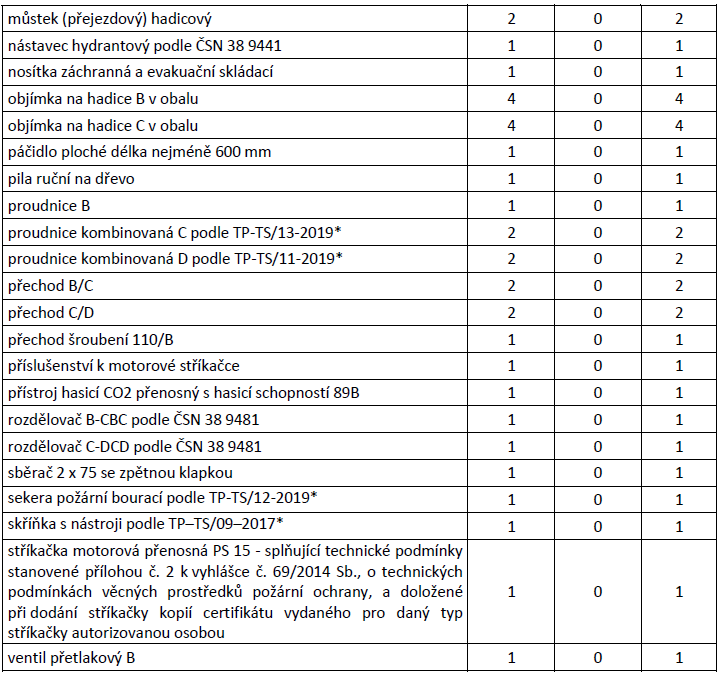 můstek (přejezdový) hadicový 2 0 2
nástavec hydrantový podle ČSN 38 9441 1 0 1
nosítka záchranná a evakuační skládací 1 0 1
objímka na hadice B v obalu 4 0 4
objímka na hadice C v obalu 4 0 4
páčidlo ploché délka nejméně 600 mm 1 0 1
pila ruční na dřevo 1 0 1
proudnice B 1 0 1
proudnice kombinovaná C podle TP-TS/13-2019* 2 0 2
proudnice kombinovaná D podle TP-TS/11-2019* 2 0 2
přechod B/C 2 0 2
přechod C/D 2 0 2
přechod šroubení 110/B 1 0 1
příslušenství k motorové stříkačce 1 0 1
přístroj hasicí CO2 přenosný s hasicí schopností 89B 1 0 1
rozdělovač B-CBC podle ČSN 38 9481 1 0 1
rozdělovač C-DCD podle ČSN 38 9481 1 0 1
sběrač 2 x 75 se zpětnou klapkou 1 0 1
sekera požární bourací podle TP-TS/12-2019* 1 0 1
skříňka s nástroji podle TP–TS/09–2017* 1 0 1
stříkačka motorová přenosná PS 15 - splňující technické podmínky
stanovené přílohou č. 2 k vyhlášce č. 69/2014 Sb., o technických
podmínkách věcných prostředků požární ochrany, a doložené 1 0 1
při dodání stříkačky kopií certifikátu vydaného pro daný typ
stříkačky autorizovanou osobou
ventil přetlakový B 1 0 1